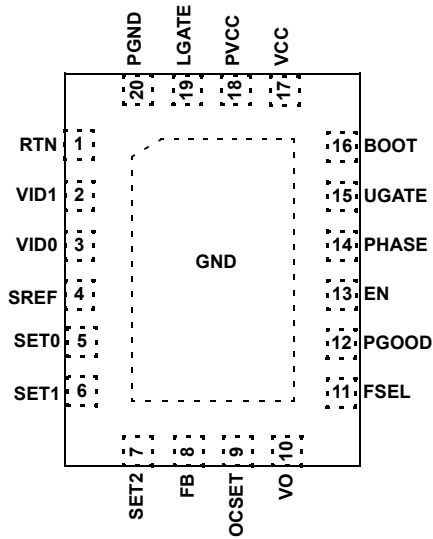 PGND LGATE PVCC VCC
20 19 18 17
RTN 1 16 BOOT
VID1 2 15 UGATE
VID0 3 14 PHASE
GND
SREF 4 13 EN
SET0 5 12 PGOOD
SET1 6 11 FSEL
7 8 9 10
SET2 FB OCSET VO